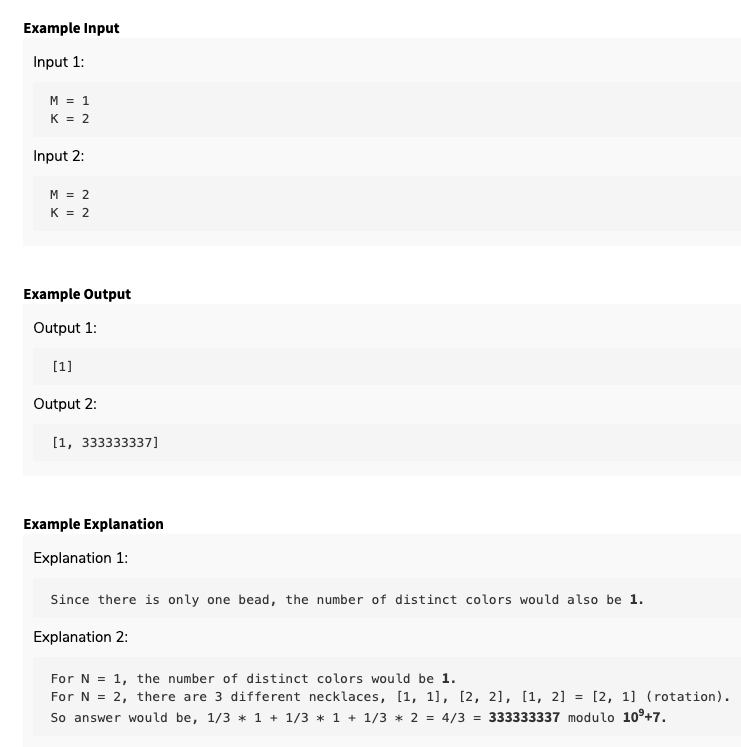 Example Input
Input 1:
M = 1
K = 2
Input 2:
M = 2
K = 2
Example Output
Output 1:
[1]
Output 2:
[1, 333333337]
Example Explanation
Explanation 1:
Since there is only one bead, the number of distinct colors would also be 1.
Explanation 2:
For N = 1, the number of distinct colors would be 1.
For N = 2, there are 3 different necklaces, [1, 1], [2, 2], [1, 2] = [2, 1] (rotation).
So answer would be, 1/3 * 1 + 1/3 * 1 + 1/3 * 2 = 4/3 = 333333337 modulo 10⁹+7.